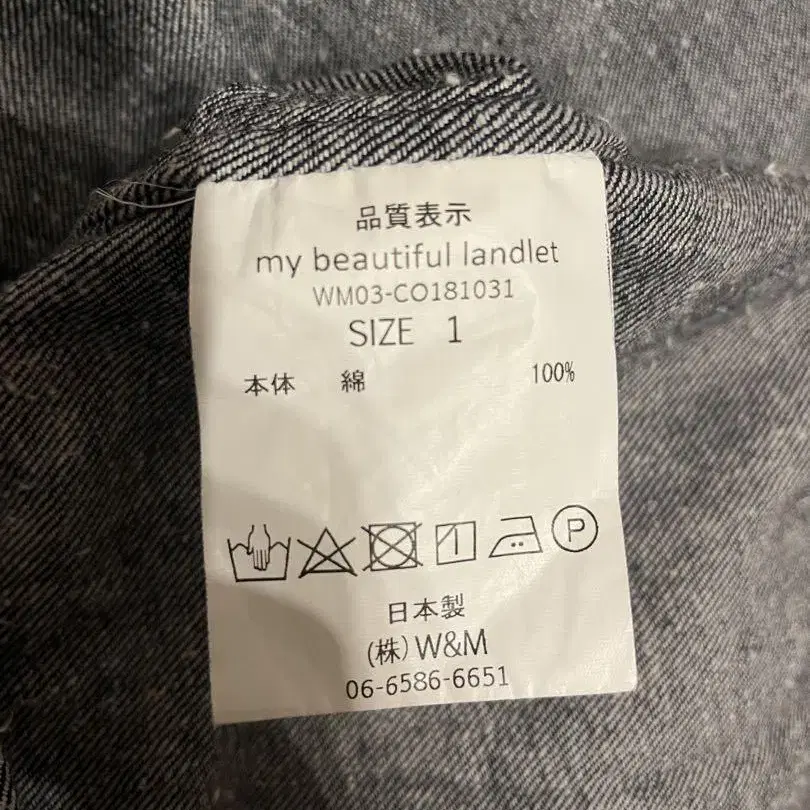 品質表示
my beautiful landlet
WM03-CO181031
SIZE 1
本体 綿 100%
P
日本製
(株)W&M
06-6586-6651